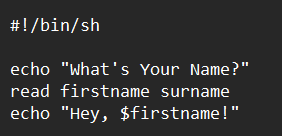 #!/bin/sh
echo "What's Your Name?"
read firstname surname
echo "Hey, $firstname!"